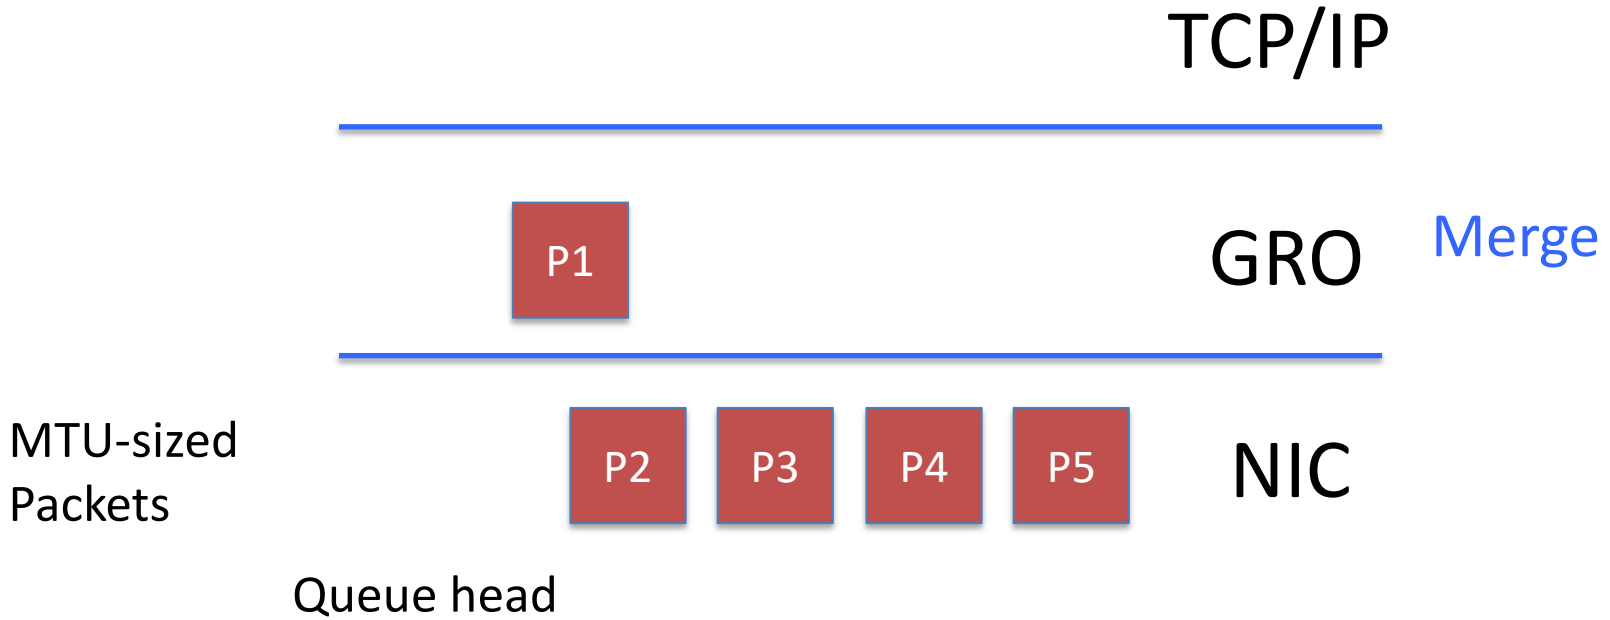 TCP/IP
P1
GRO
Merge
MTU-sized
Packets
P2 P3 P4 P5
NIC
Queue head